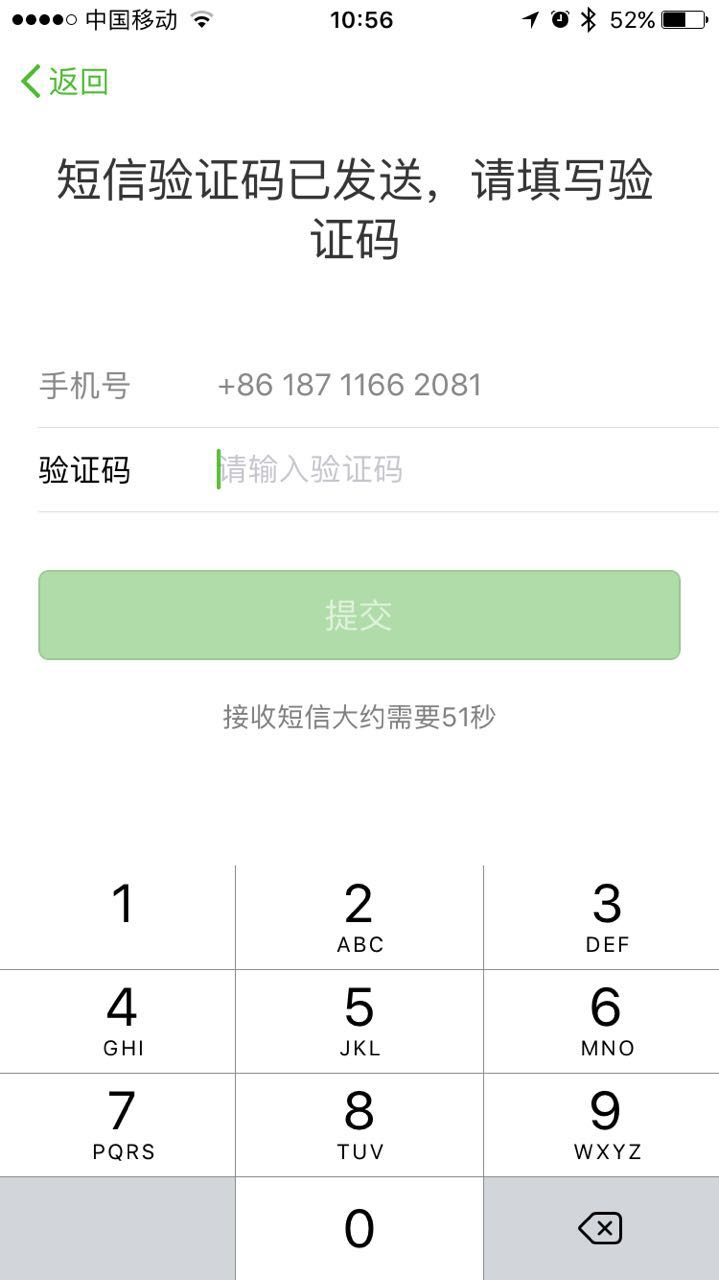 中国移动 10:56 52%
返回
短信验证码已发送，请填写验
证码
手机号 +86 187 1166 2081
验证码 请输入验证码
提交
接收短信大约需要51秒
1 2 3
ABC DEF
4 5 6
GHI JKL MNO
7 8 9
PQRS TUV WXYZ
0